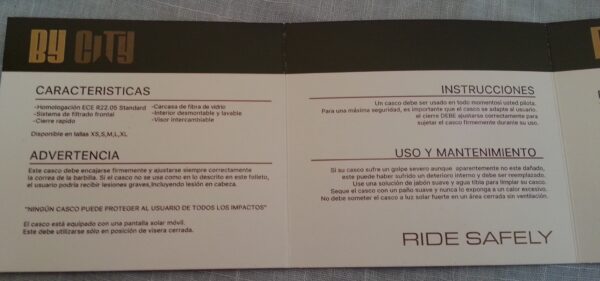 BY CITY
CARACTERISTICAS
-Homologación ECE R22.05 Standard -Carcasa de fibra de vidrio
-Sistema de filtrado frontal -Interior desmontable y lavable
-Cierre rapido -Visor intercambiable
Disponible en tallas XS,S,M,L,XL
ADVERTENCIA
Este casco debe encajarse firmemente y ajustarse siempre correctamente
la correa de la barbilla. Si el casco no se usa como en lo descrito en este folleto,
el usuario podría recibir lesiones graves,Incluyendo lesión en cabeza.
"NINGÚN CASCO PUEDE PROTEGER AL USUARIO DE TODOS LOS IMPACTOS"
El casco está equipado con una pantalla solar móvil.
Este debe utilizarse sólo en posición de visera cerrada.
INSTRUCCIONES
Un casco debe ser usado en todo momentosi usted pilota.
Para una máxima seguridad, es importante que el casco se adapte al usuario.
el cierre DEBE ajustarse correctamente para
sujetar el casco firmemente durante su uso.
USO Y MANTENIMIENTO
Si su casco sufre un golpe severo aunque aparentemente no este dañado,
este puede haber sufrido un deterioro interno y debe ser reemplazado.
Use una solución de jabón suave y agua tibia para limpiar su casco.
Seque el casco con un paño suave y nunca lo exponga a un calor excesivo.
No debe someter el casco a luz solar fuerte en un área cerrada sin ventilación.
RIDE SAFELY